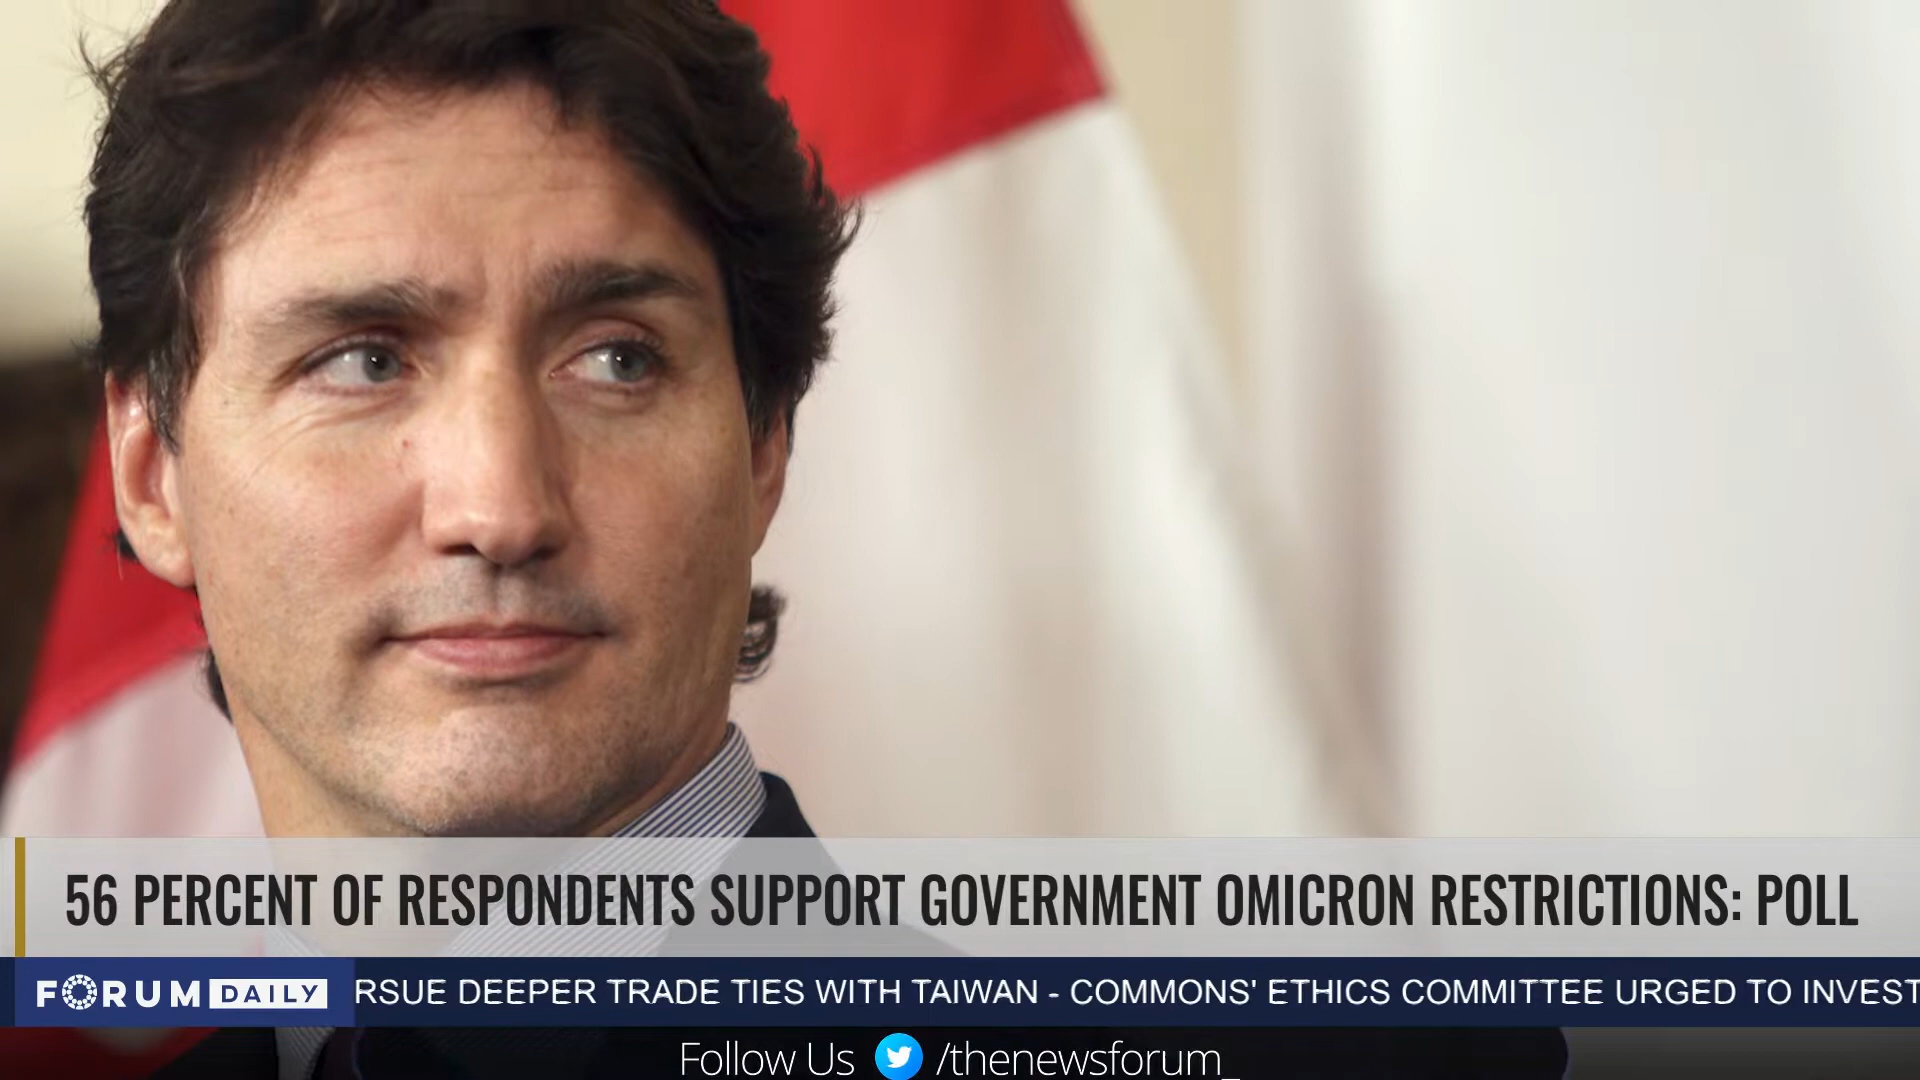 56 PERCENT OF RESPONDENTS SUPPORT GOVERNMENT OMICRON RESTRICTIONS: POLL
FORUM DAILY RSUE DEEPER TRADE TIES WITH TAIWAN - COMMONS' ETHICS COMMITTEE URGED TO INVEST
Follow Us /thenewsforum_